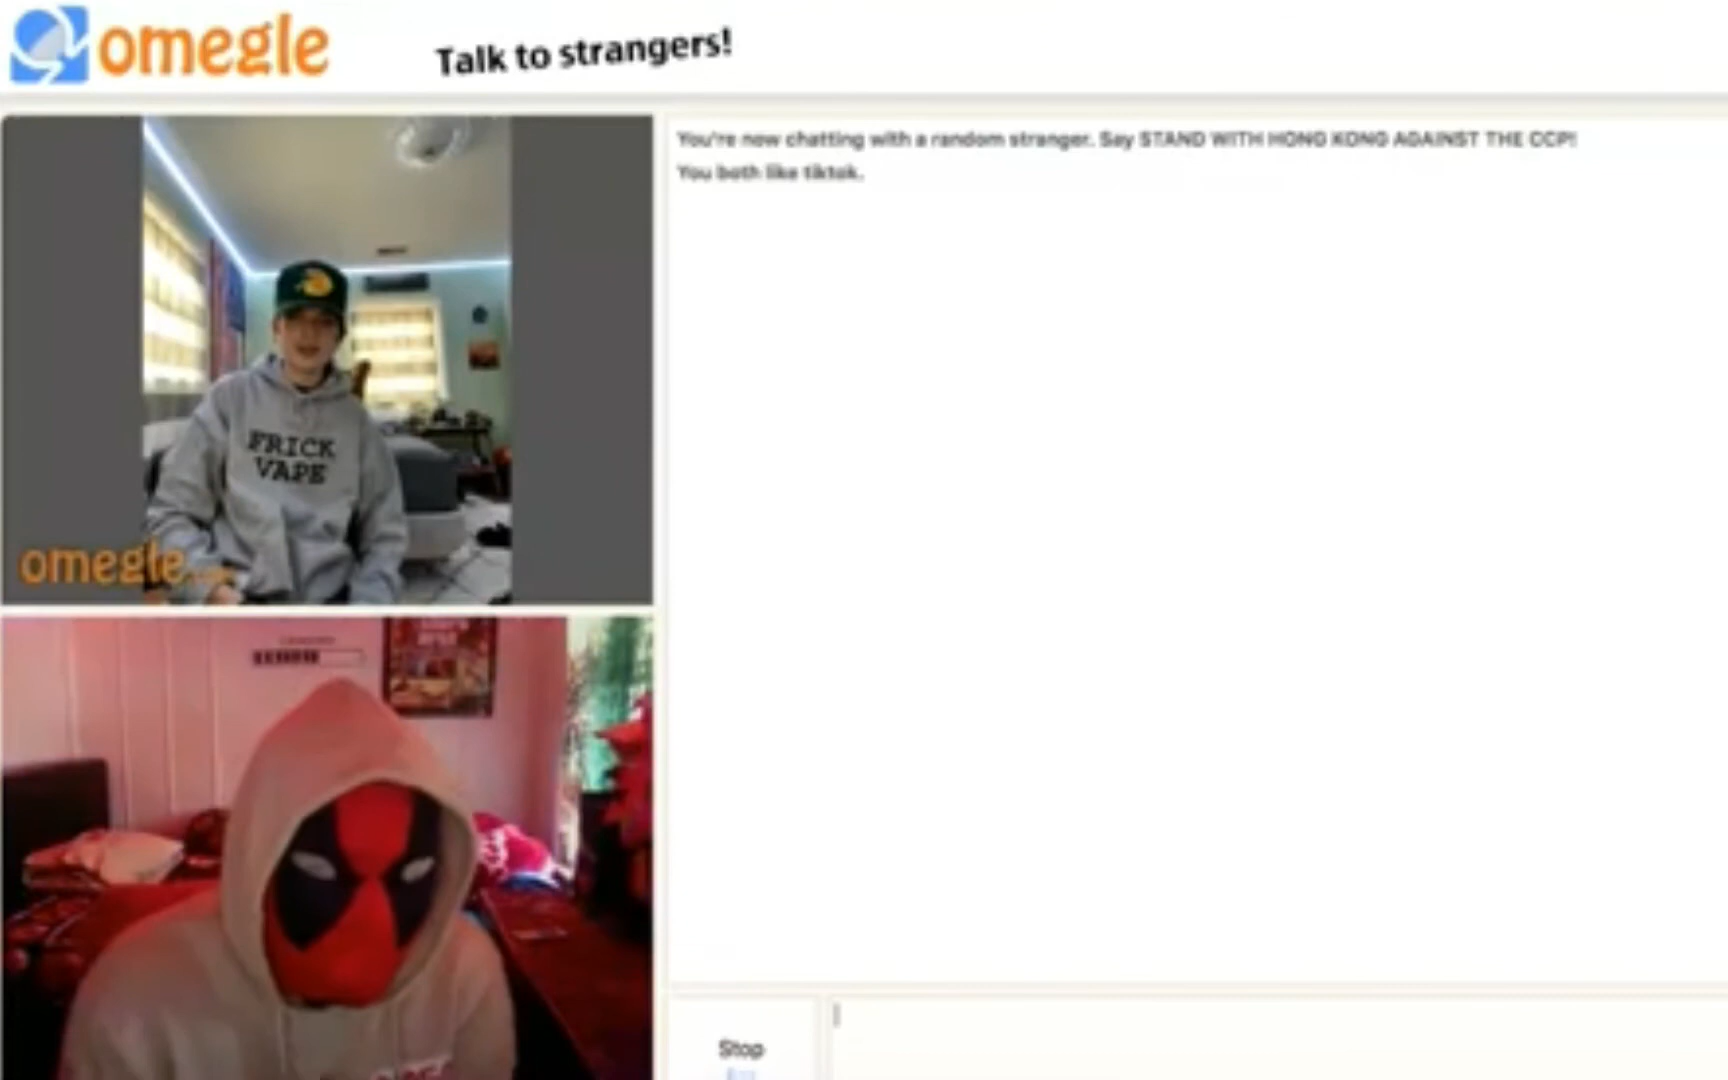 omegle
Talk to strangers!
You're now chatting with a random stranger. Say STAND WITH HONG KONG AGAINST THE CCP!
You both like tiktok.
FRICK
VAPE
omegle
Stop